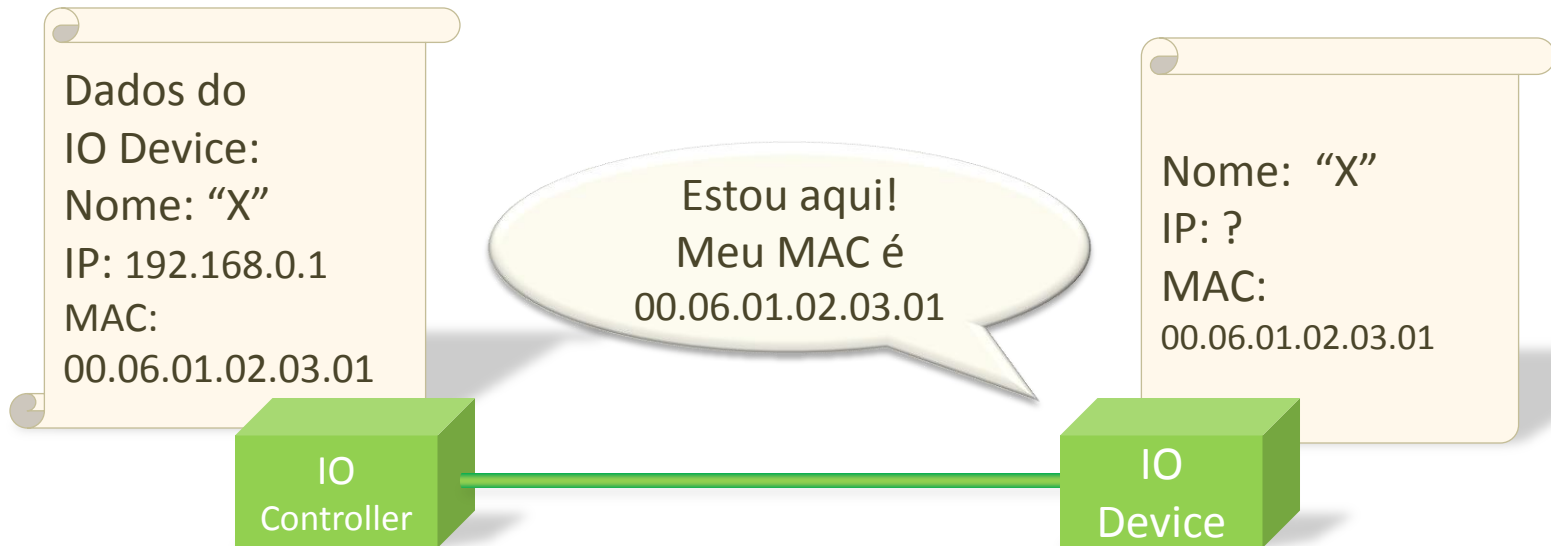 Dados do
IO Device:
Nome: “X”
IP: 192.168.0.1
MAC:
00.06.01.02.03.01
Estou aqui!
Meu MAC é
00.06.01.02.03.01
Nome: “X”
IP: ?
MAC:
00.06.01.02.03.01
IO
Controller
IO
Device